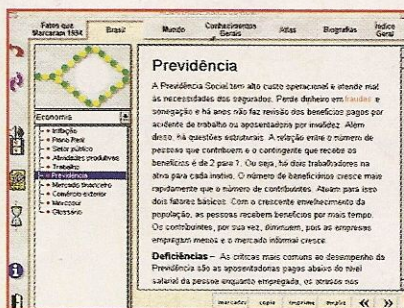 Fatos que
Marcaram 1994
Brasil
Mundo
Conhecimentos
Gerais
Atlas
Biografias
Índice
Geral
Economia
Inflação
Plano Real
Setor público
Atividades produtivas
Trabalho
Previdência
Mercado financeiro
Comércio exterior
Mercosul
Glossário
Previdência
A Previdência Social tem alto custo operacional e atende mal
às necessidades dos segurados. Perde dinheiro em fraudes e
sonegação e há anos não faz revisão dos benefícios pagos por
acidente de trabalho ou aposentadoria por invalidez. Além
disso, há questões estruturais. A relação entre o número de
pessoas que contribuem e o contingente que recebe os
benefícios é de 2 para 1. Ou seja, há dois trabalhadores na
ativa para cada inativo. O número de beneficiários cresce mais
rapidamente que o número de contribuintes. Atuam para isso
dois fatores básicos. Com o crescente envelhecimento da
população, as pessoas recebem benefícios por mais tempo.
Os contribuintes, por sua vez, diminuem, pois as empresas
empregam menos e o mercado informal cresce.
Deficiências – As críticas mais comuns ao desempenho da
Previdência são as aposentadorias pagas abaixo do nível
salarial da pessoa enquanto empregada, os atrasos nas
marcador copia imprime